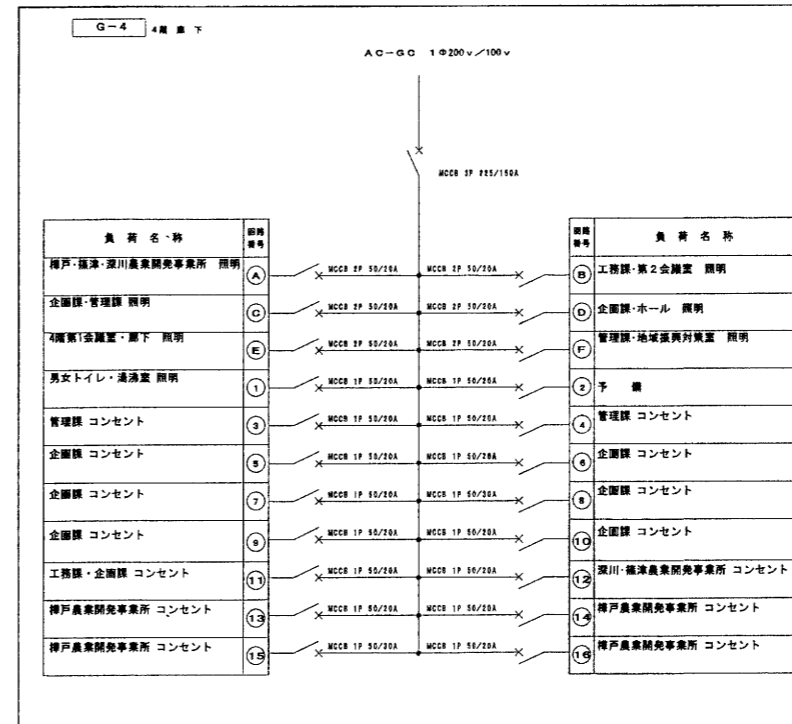 G-4 4階 廊下
AC-GC 1Φ200v/100v
MCCB 3P 225/150A
負荷名称 回路番号 回路番号 負荷名称
樺戸・篠津・深川農業開発事業所 照明 A MCCB 2P 50/20A MCCB 2P 50/20A B 工務課・第2会議室 照明
企画課・管理課 照明 C MCCB 2P 50/20A MCCB 2P 50/20A D 企画課・ホール 照明
4階第1会議室・廊下 照明 E MCCB 2P 50/20A MCCB 2P 50/20A F 管理課・地域振興対策室 照明
男女トイレ・湯沸室 照明 1 MCCB 1P 50/20A MCCB 1P 50/20A 2 予備
管理課 コンセント 3 MCCB 1P 50/20A MCCB 1P 50/20A 4 管理課 コンセント
企画課 コンセント 5 MCCB 1P 50/20A MCCB 1P 50/20A 6 企画課 コンセント
企画課 コンセント 7 MCCB 1P 50/20A MCCB 1P 50/30A 8 企画課 コンセント
企画課 コンセント 9 MCCB 1P 50/20A MCCB 1P 50/20A 10 企画課 コンセント
工務課・企画課 コンセント 11 MCCB 1P 50/20A MCCB 1P 50/20A 12 深川・篠津農業開発事業所 コンセント
樺戸農業開発事業所 コンセント 13 MCCB 1P 50/20A MCCB 1P 50/20A 14 樺戸農業開発事業所 コンセント
樺戸農業開発事業所 コンセント 15 MCCB 1P 50/30A MCCB 1P 50/20A 16 樺戸農業開発事業所 コンセント